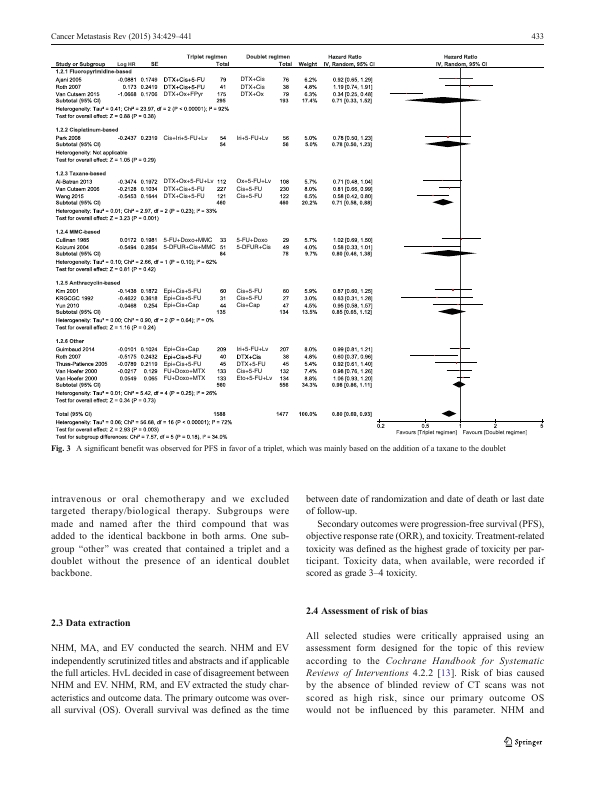 Cancer Metastasis Rev (2015) 34:429–441
433
Triplet regimen Doublet regimen Hazard Ratio Hazard Ratio
Study or Subgroup Log HR SE Total Total Weight IV, Random, 95% CI IV, Random, 95% CI
1.2.1 Fluoropyrimidine-based
Ajani 2005 -0.0881 0.1749 DTX+Cis+5-FU 79 DTX+Cis 76 6.2% 0.92 [0.65, 1.29]
Roth 2007 0.173 0.2419 DTX+Cis+5-FU 41 DTX+Cis 38 4.2% 1.19 [0.74, 1.91]
Van Cutsem 2015 -1.0668 0.1706 DTX+Ox+FPyr 175 DTX+Ox 79 6.3% 0.34 [0.25, 0.48]
Subtotal (95% CI) 295 193 17.4% 0.71 [0.33, 1.52]
Heterogeneity: Tau² = 0.41; Chi² = 23.97, df = 2 (P < 0.00001); I² = 92%
Test for overall effect: Z = 0.88 (P = 0.38)
1.2.2 Cisplatinum-based
Park 2008 -0.2437 0.2319 Cis+Iri+5-FU+Lv 54 Iri+5-FU+Lv 56 5.0% 0.78 [0.50, 1.23]
Subtotal (95% CI) 54 56 5.0% 0.78 [0.50, 1.23]
Heterogeneity: Not applicable
Test for overall effect: Z = 1.05 (P = 0.29)
1.2.3 Taxane-based
Al-Batran 2013 -0.3474 0.1972 DTX+Ox+5-FU+Lv 112 Ox+5-FU+Lv 108 5.0% 0.71 [0.48, 1.04]
Van Cutsem 2006 -0.2128 0.1034 DTX+Cis+5-FU 227 Cis+5-FU 230 8.6% 0.81 [0.66, 0.99]
Wang 2015 -0.5453 0.1644 DTX+Cis+5-FU 121 Cis+5-FU 122 6.5% 0.58 [0.42, 0.80]
Subtotal (95% CI) 460 460 20.2% 0.71 [0.58, 0.88]
Heterogeneity: Tau² = 0.01; Chi² = 2.97, df = 2 (P = 0.23); I² = 33%
Test for overall effect: Z = 3.23 (P = 0.001)
1.2.4 MMC-based
Cullinan 1985 0.0172 0.1981 5-FU+Doxo+MMC 33 5-FU+Doxo 29 1.02 [0.69, 1.50]
Koizumi 2004 -0.5494 0.2854 5-DFUR+Cis+MMC 51 5-DFUR+Cis 49 0.58 [0.33, 1.01]
Subtotal (95% CI) 84 78 9.7% 0.80 [0.46, 1.38]
Heterogeneity: Tau² = 0.10; Chi² = 2.66, df = 1 (P = 0.10); I² = 62%
Test for overall effect: Z = 0.81 (P = 0.42)
1.2.5 Anthracyclin-based
Kim 2001 -0.1438 0.1872 Epi+Cis+5-FU 60 Cis+5-FU 60 0.87 [0.60, 1.25]
KRGCGC 1992 -0.4622 0.3618 Epi+Cis+5-FU 31 Cis+5-FU 27 0.63 [0.31, 1.28]
Yun 2010 -0.0468 0.254 Epi+Cis+Cap 44 Cis+Cap 47 0.95 [0.58, 1.57]
Subtotal (95% CI) 135 134 13.5% 0.85 [0.65, 1.12]
Heterogeneity: Tau² = 0.00; Chi² = 0.90, df = 2 (P = 0.64); I² = 0%
Test for overall effect: Z = 1.16 (P = 0.24)
1.2.6 Other
Guimbaud 2014 -0.0101 0.1024 Epi+Cis+Cap 209 Iri+5-FU+Lv 207 0.99 [0.81, 1.21]
Roth 2007 -0.5175 0.2432 Epi+Cis+5-FU 40 DTX+Cis 38 0.60 [0.37, 0.96]
Thuss-Patience 2005 -0.0789 0.2119 Epi+Cis+5-FU 45 DTX+5-FU 45 0.92 [0.61, 1.40]
Van Hoefer 2000 -0.0217 0.129 FU+Doxo+MTX 133 Cis+5-FU 132 0.98 [0.76, 1.26]
Van Hoefer 2000 0.0549 0.065 FU+Doxo+MTX 133 Eto+5-FU+Lv 134 1.06 [0.93, 1.20]
Subtotal (95% CI) 560 556 34.3% 0.98 [0.86, 1.11]
Heterogeneity: Tau² = 0.01; Chi² = 5.42, df = 4 (P = 0.25); I² = 26%
Test for overall effect: Z = 0.34 (P = 0.73)
Total (95% CI) 1588 1477 100.0% 0.80 [0.69, 0.93]
Heterogeneity: Tau² = 0.06; Chi² = 56.68, df = 16 (P < 0.00001); I² = 72%
Test for overall effect: Z = 2.93 (P = 0.003)
Test for subgroup differences: Chi² = 7.57, df = 5 (P = 0.18), I² = 34.0%
0.2 0.5 1 2 5
Favours [Triplet regimen] Favours [Doublet regimen]
Fig. 3 A significant benefit was observed for PFS in favor of a triplet, which was mainly based on the addition of a taxane to the doublet
intravenous or oral chemotherapy and we excluded
targeted therapy/biological therapy. Subgroups were
made and named after the third compound that was
added to the identical backbone in both arms. One sub-
group “other” was created that contained a triplet and a
doublet without the presence of an identical doublet
backbone.
2.3 Data extraction
NHM, MA, and EV conducted the search. NHM and EV
independently scrutinized titles and abstracts and if applicable
the full articles. HvL decided in case of disagreement between
NHM and EV. NHM, RM, and EV extracted the study char-
acteristics and outcome data. The primary outcome was over-
all survival (OS). Overall survival was defined as the time
between date of randomization and date of death or last date
of follow-up.
Secondary outcomes were progression-free survival (PFS),
objective response rate (ORR), and toxicity. Treatment-related
toxicity was defined as the highest grade of toxicity per par-
ticipant. Toxicity data, when available, were recorded if
scored as grade 3–4 toxicity.
2.4 Assessment of risk of bias
All selected studies were critically appraised using an
assessment form designed for the topic of this review
according to the Cochrane Handbook for Systematic
Reviews of Interventions 4.2.2 [13]. Risk of bias caused
by the absence of blinded review of CT scans was not
scored as high risk, since our primary outcome OS
would not be influenced by this parameter. NHM and
Springer